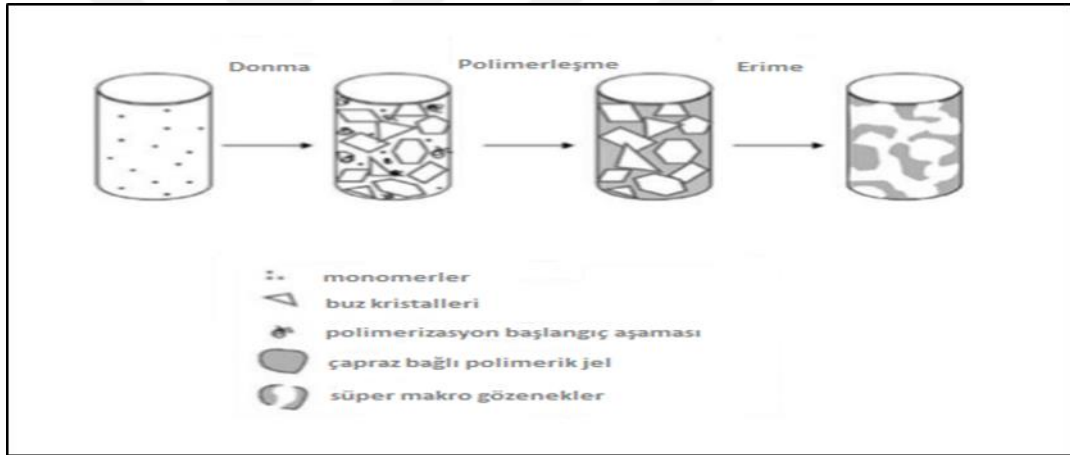 Donma
Polimerleşme
Erime
monomerler
buz kristalleri
polimerizasyon başlangıç aşaması
çapraz bağlı polimerik jel
süper makro gözenekler